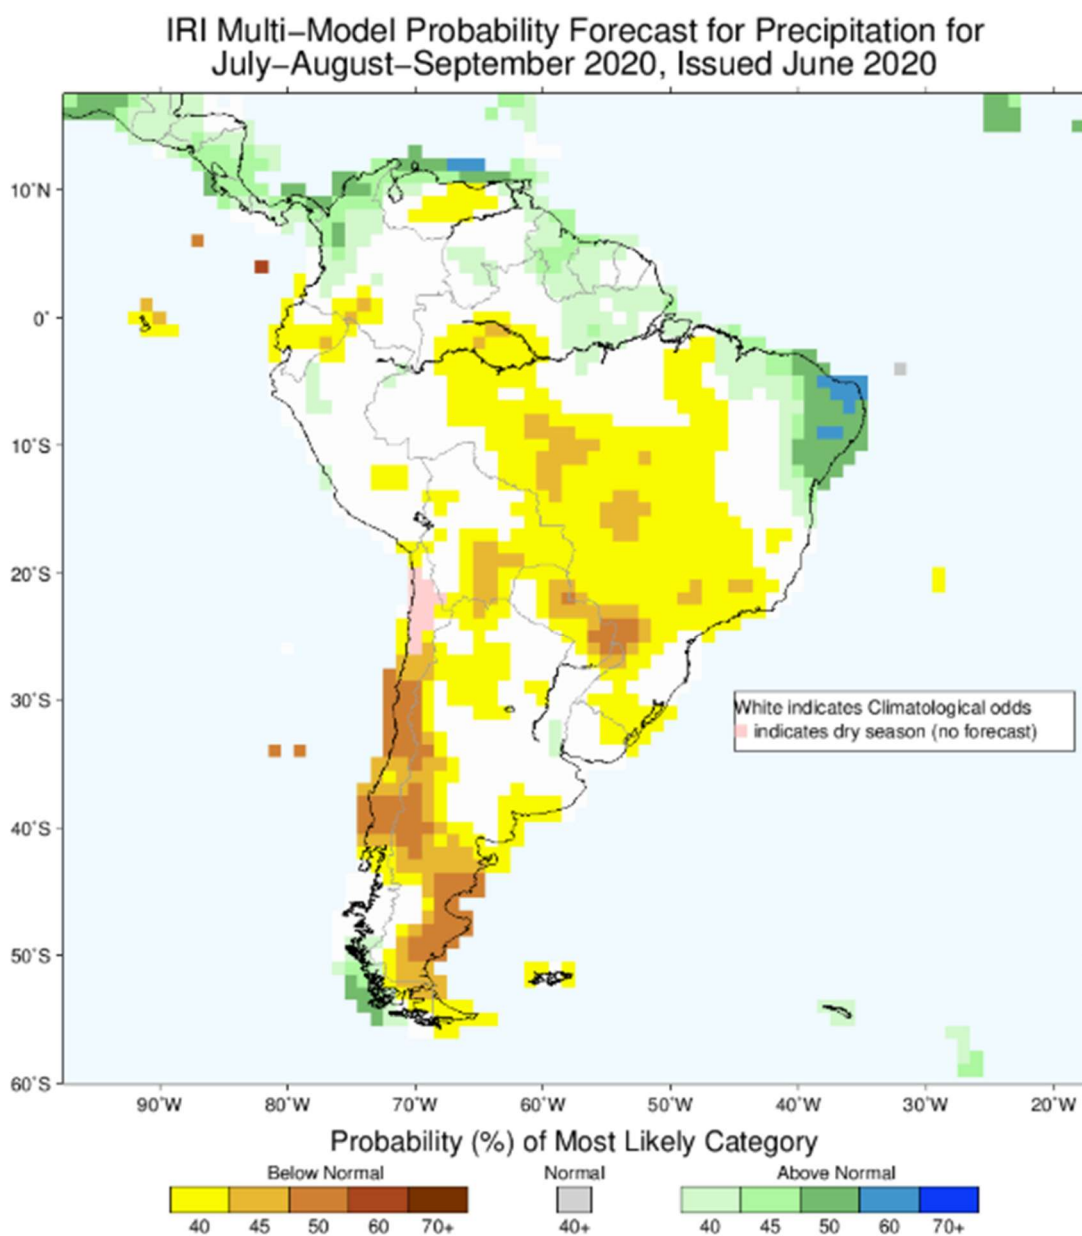 IRI Multi–Model Probability Forecast for Precipitation for
July–August–September 2020, Issued June 2020
10˚N
0˚
10˚S
20˚S
30˚S
40˚S
50˚S
60˚S
White indicates Climatological odds
indicates dry season (no forecast)
90˚W 80˚W 70˚W 60˚W 50˚W 40˚W 30˚W 20˚W
Probability (%) of Most Likely Category
Below Normal Normal Above Normal
40 45 50 60 70+ 40+ 40 45 50 60 70+